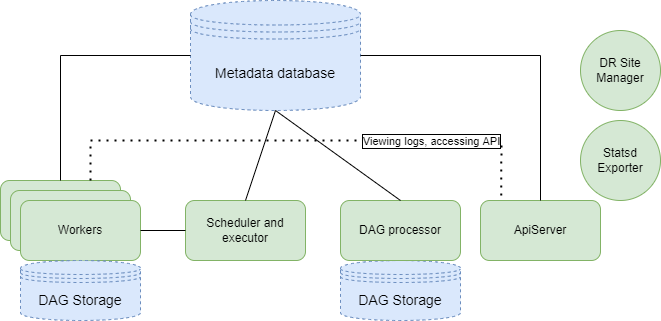 Metadata database
DR Site
Manager
Viewing logs, accessing API
Statsd
Exporter
Workers
Scheduler and
executor
DAG processor
ApiServer
DAG Storage
DAG Storage